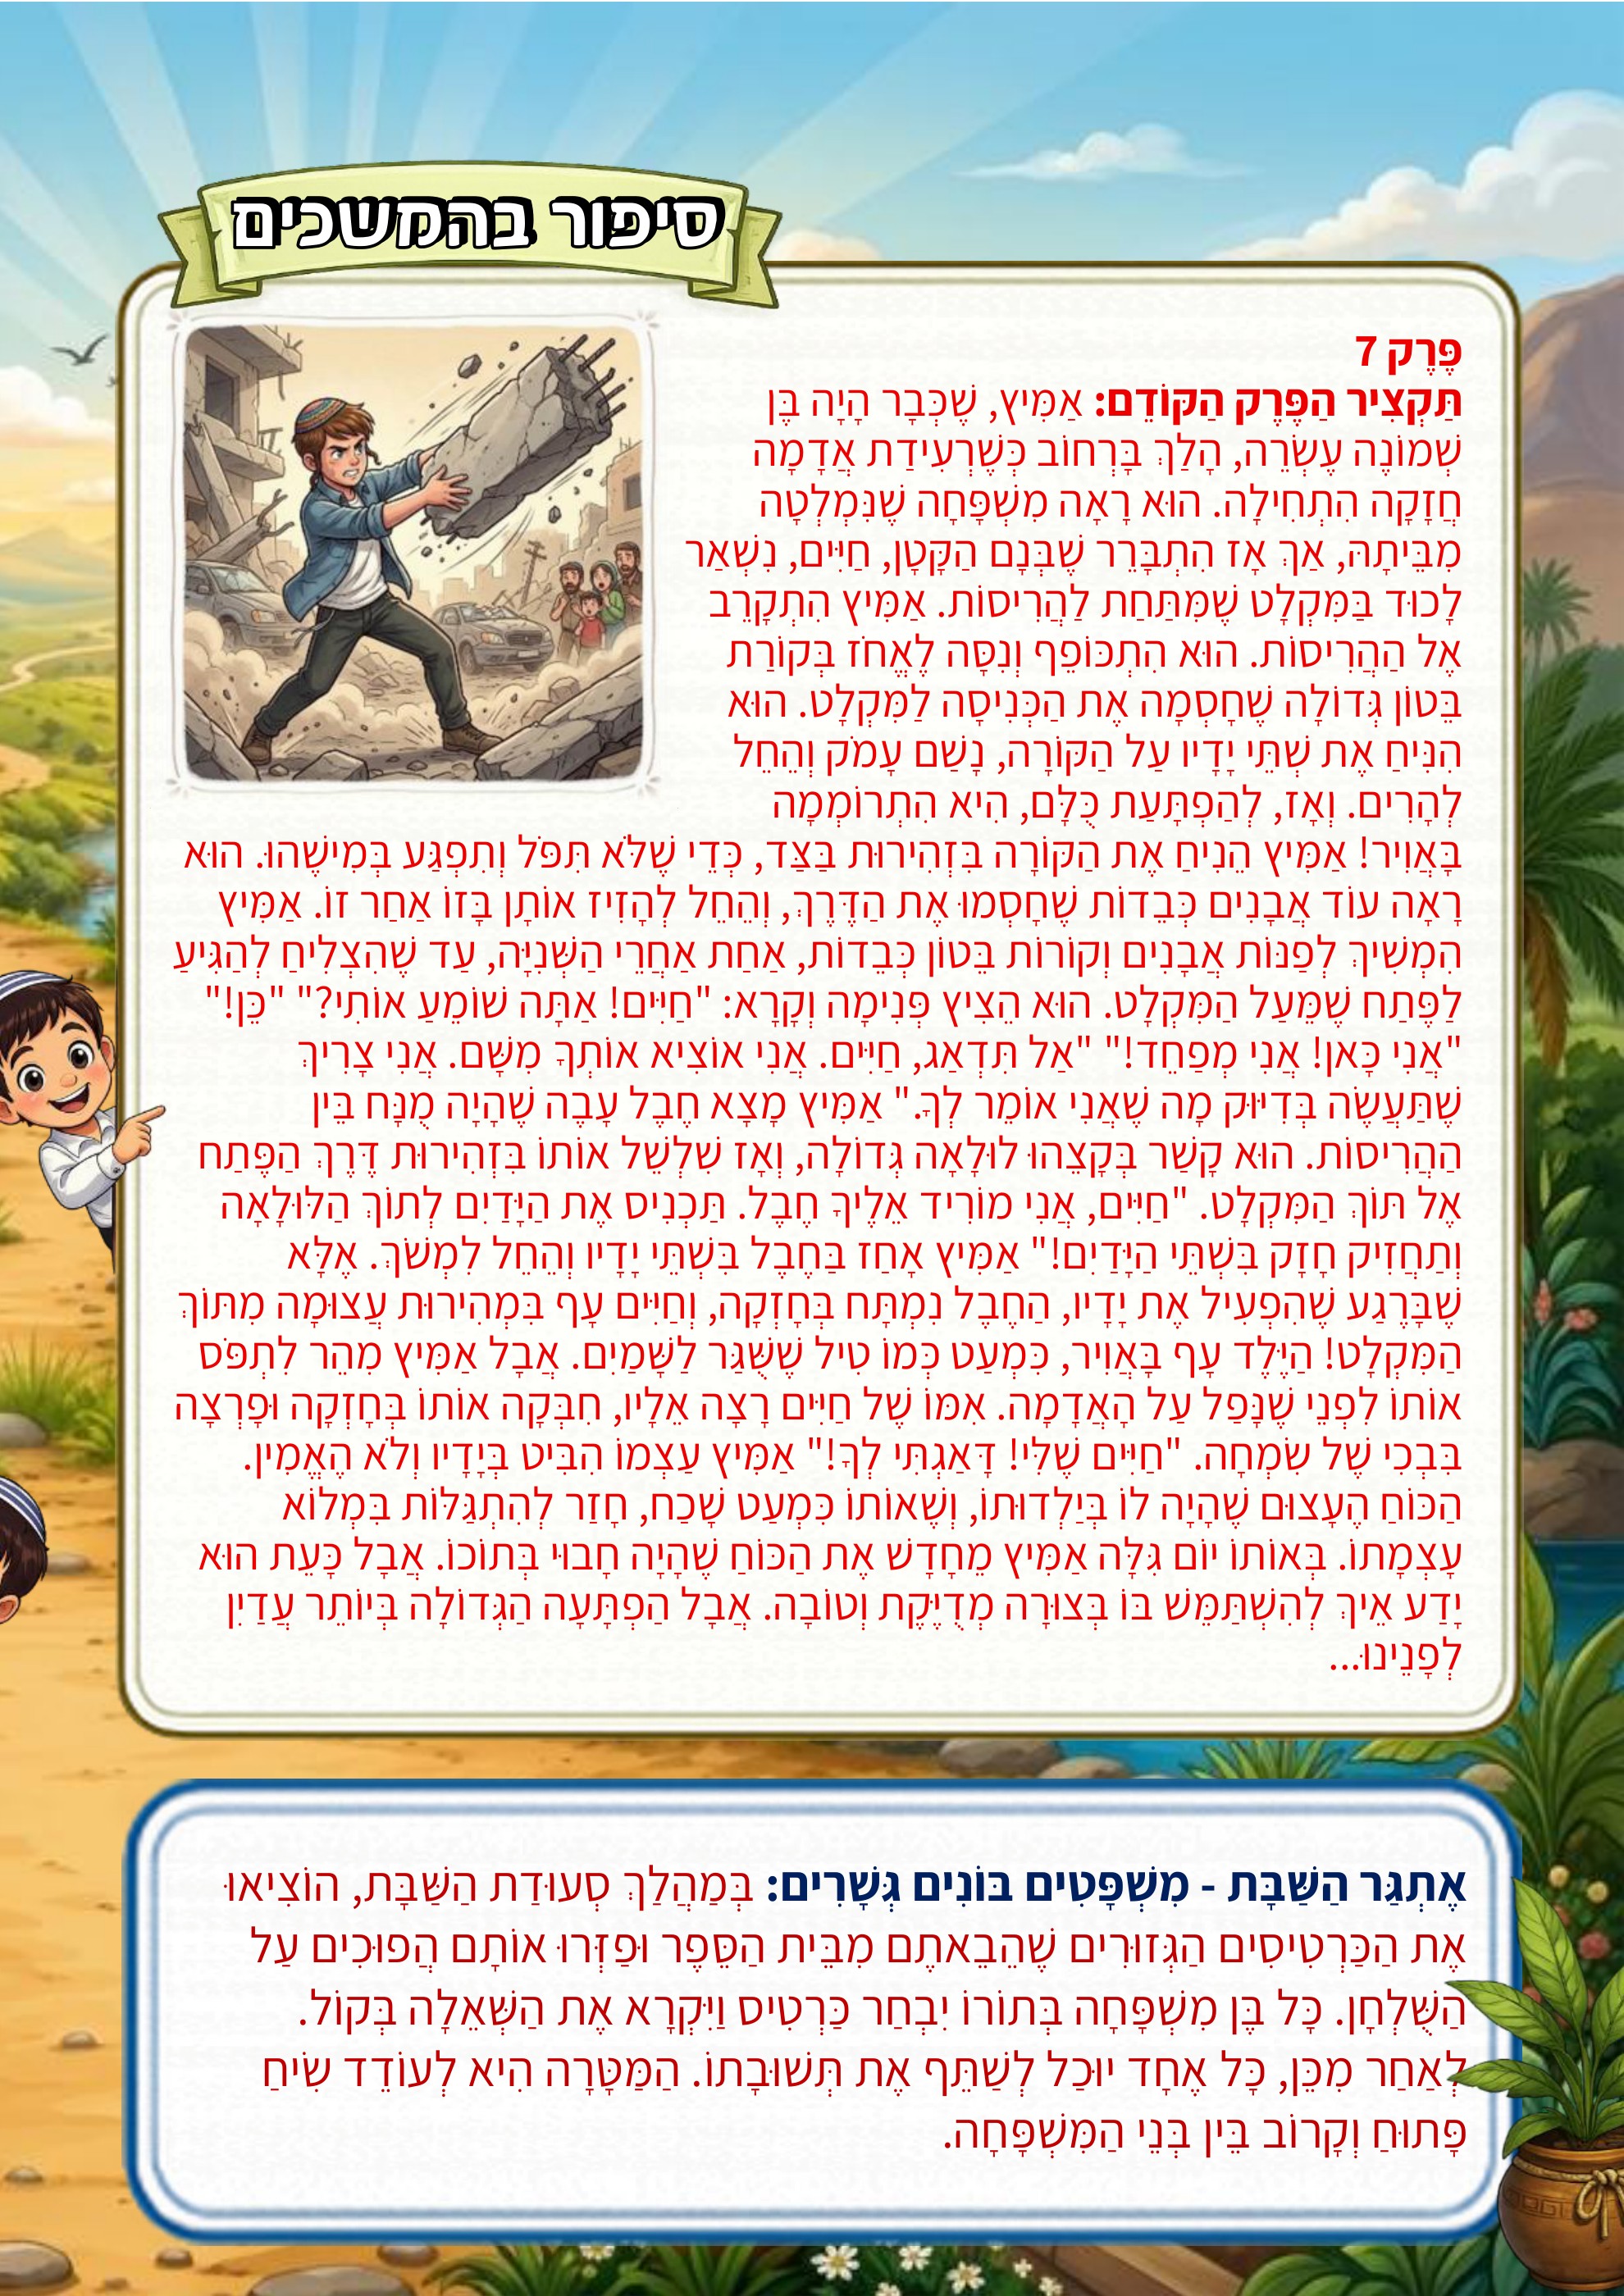 סיפור בהמשכים
פֶּרֶק 7
תַּקְצִיר הַפֶּרֶק הַקּוֹדֵם: אַמִּיץ, שֶׁכְּבָר הָיָה בֶּן
שְׁמוֹנֶה עֶשְׂרֵה, הָלַךְ בָּרְחוֹב כְּשֶׁרְעִידַת אֲדָמָה
חֲזָקָה הִתְחִילָה. הוּא רָאָה מִשְׁפָּחָה שֶׁנִּמְלְטָה
מִבֵּיתָהּ, אַךְ אָז הִתְבָּרֵר שֶׁבְּנָם הַקָּטָן, חַיִּים, נִשְׁאַר
לָכוּד בַּמִּקְלָט שֶׁמִּתַּחַת לַהֲרִיסוֹת. אַמִּיץ הִתְקָרֵב
אֶל הַהֲרִיסוֹת. הוּא הִתְכּוֹפֵף וְנִסָּה לֶאֱחֹז בְּקוֹרַת
בֵּטוֹן גְּדוֹלָה שֶׁחָסְמָה אֶת הַכְּנִיסָה לַמִּקְלָט. הוּא
הִנִּיחַ אֶת שְׁתֵּי יָדָיו עַל הַקּוֹרָה, נָשַׁם עָמֹק וְהֵחֵל
לְהָרִים. וְאָז, לְהַפְתָּעַת כֻּלָּם, הִיא הִתְרוֹמְמָה
בָּאֲוִיר! אַמִּיץ הֵנִיחַ אֶת הַקּוֹרָה בִּזְהִירוּת בַּצַּד, כְּדֵי שֶׁלֹּא תִּפֹּל וְתִפְגַּע בְּמִישֶׁהוּ. הוּא
רָאָה עוֹד אֲבָנִים כְּבֵדוֹת שֶׁחָסְמוּ אֶת הַדֶּרֶךְ, וְהֵחֵל לְהָזִיז אוֹתָן בָּזוֹ אַחַר זוֹ. אַמִּיץ
הִמְשִׁיךְ לְפַנּוֹת אֲבָנִים וְקוֹרוֹת בֵּטוֹן כְּבֵדוֹת, אַחַת אַחֲרֵי הַשְּׁנִיָּה, עַד שֶׁהִצְלִיחַ לְהַגִּיעַ
לַפֶּתַח שֶׁמֵּעַל הַמִּקְלָט. הוּא הֵצִיץ פְּנִימָה וְקָרָא: "חַיִּים! אַתָּה שׁוֹמֵעַ אוֹתִי?" "כֵּן!"
"אֲנִי כָּאן! אֲנִי מְפַחֵד!" "אַל תִּדְאַג, חַיִּים. אֲנִי אוֹצִיא אוֹתְךָ מִשָּׁם. אֲנִי צָרִיךְ
שֶׁתַּעֲשֶׂה בְּדִיּוּק מָה שֶׁאֲנִי אוֹמֵר לְךָ." אַמִּיץ מָצָא חֶבֶל עָבֶה שֶׁהָיָה מֻנָּח בֵּין
הַהֲרִיסוֹת. הוּא קָשַׁר בְּקָצֵהוּ לוּלָאָה גְּדוֹלָה, וְאָז שִׁלְשֵׁל אוֹתוֹ בִּזְהִירוּת דֶּרֶךְ הַפֶּתַח
אֶל תּוֹךְ הַמִּקְלָט. "חַיִּים, אֲנִי מוֹרִיד אֵלֶיךָ חֶבֶל. תַּכְנִיס אֶת הַיָּדַיִם לְתוֹךְ הַלּוּלָאָה
וְתַחֲזִיק חָזָק בִּשְׁתֵּי הַיָּדַיִם!" אַמִּיץ אָחַז בַּחֶבֶל בִּשְׁתֵּי יָדָיו וְהֵחֵל לִמְשֹׁךְ. אֶלָּא
שֶׁבָּרֶגַע שֶׁהִפְעִיל אֶת יָדָיו, הַחֶבֶל נִמְתָּח בְּחָזְקָה, וְחַיִּים עָף בִּמְהִירוּת עֲצוּמָה מִתּוֹךְ
הַמִּקְלָט! הַיֶּלֶד עָף בָּאֲוִיר, כִּמְעַט כְּמוֹ טִיל שֶׁשֻּׁגַּר לַשָּׁמַיִם. אֲבָל אַמִּיץ מִהֵר לִתְפֹּס
אוֹתוֹ לִפְנֵי שֶׁנָּפַל עַל הָאֲדָמָה. אִמּוֹ שֶׁל חַיִּים רָצָה אֵלָיו, חִבְּקָה אוֹתוֹ בְּחָזְקָה וּפָרְצָה
בִּבְכִי שֶׁל שִׂמְחָה. "חַיִּים שֶׁלִּי! דָּאַגְתִּי לְךָ!" אַמִּיץ עַצְמוֹ הִבִּיט בְּיָדָיו וְלֹא הֶאֱמִין.
הַכּוֹחַ הֶעָצוּם שֶׁהָיָה לוֹ בְּיַלְדוּתוֹ, וְשֶׁאוֹתוֹ כִּמְעַט שָׁכַח, חָזַר לְהִתְגַּלּוֹת בִּמְלוֹא
עָצְמָתוֹ. בְּאוֹתוֹ יוֹם גִּלָּה אַמִּיץ מֵחָדָשׁ אֶת הַכּוֹחַ שֶׁהָיָה חָבוּי בְּתוֹכוֹ. אֲבָל כָּעֵת הוּא
יָדַע אֵיךְ לְהִשְׁתַּמֵּשׁ בּוֹ בְּצוּרָה מְדֻיֶּקֶת וְטוֹבָה. אֲבָל הַפְתָּעָה הַגְּדוֹלָה בְּיוֹתֵר עֲדַיִן
לְפָנֵינוּ...
אֶתְגַּר הַשַּׁבָּת - מִשְׁפָּטִים בּוֹנִים גְּשָׁרִים: בְּמַהֲלַךְ סְעוּדַת הַשַּׁבָּת, הוֹצִיאוּ
אֶת הַכַּרְטִיסִים הַגְּזוּרִים שֶׁהֵבֵאתֶם מִבֵּית הַסֵּפֶר וּפַזְּרוּ אוֹתָם הֲפוּכִים עַל
הַשֻּׁלְחָן. כָּל בֶּן מִשְׁפָּחָה בְּתוֹרוֹ יִבְחַר כַּרְטִיס וַיִּקְרָא אֶת הַשְּׁאֵלָה בְּקוֹל.
לְאַחַר מִכֵּן, כָּל אֶחָד יוּכַל לְשַׁתֵּף אֶת תְּשׁוּבָתוֹ. הַמַּטָּרָה הִיא לְעוֹדֵד שִׂיחַ
פָּתוּחַ וְקָרוֹב בֵּין בְּנֵי הַמִּשְׁפָּחָה.